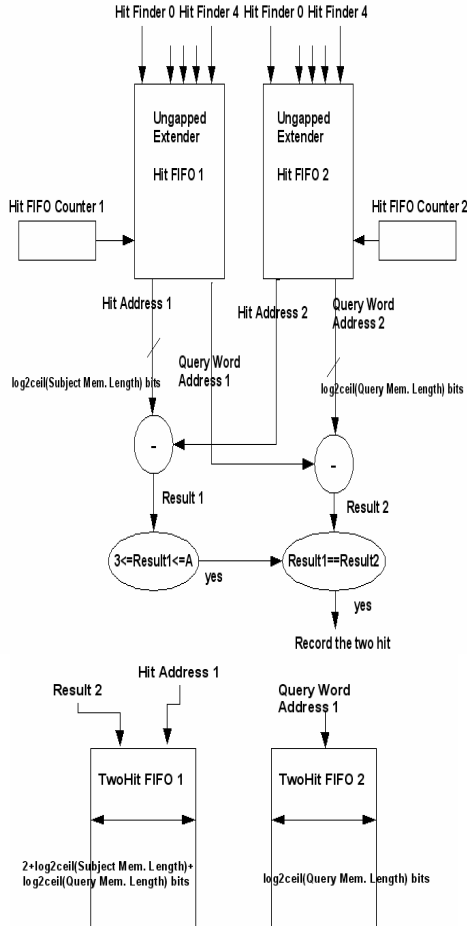 Hit Finder 0 Hit Finder 4 Hit Finder 0 Hit Finder 4
Ungapped
Extender
Hit FIFO 1
Ungapped
Extender
Hit FIFO 2
Hit FIFO Counter 1
Hit FIFO Counter 2
Hit Address 1
Hit Address 2
Query Word
Address 2
Query Word
Address 1
log2ceil(Subject Mem. Length) bits
log2ceil(Query Mem. Length) bits
-
-
Result 1
Result 2
3<=Result1<=A
yes
Result1==Result2
yes
Record the two hit
Result 2
Hit Address 1
Query Word
Address 1
TwoHit FIFO 1
TwoHit FIFO 2
2+log2ceil(Subject Mem. Length)+
log2ceil(Query Mem. Length) bits
log2ceil(Query Mem. Length) bits